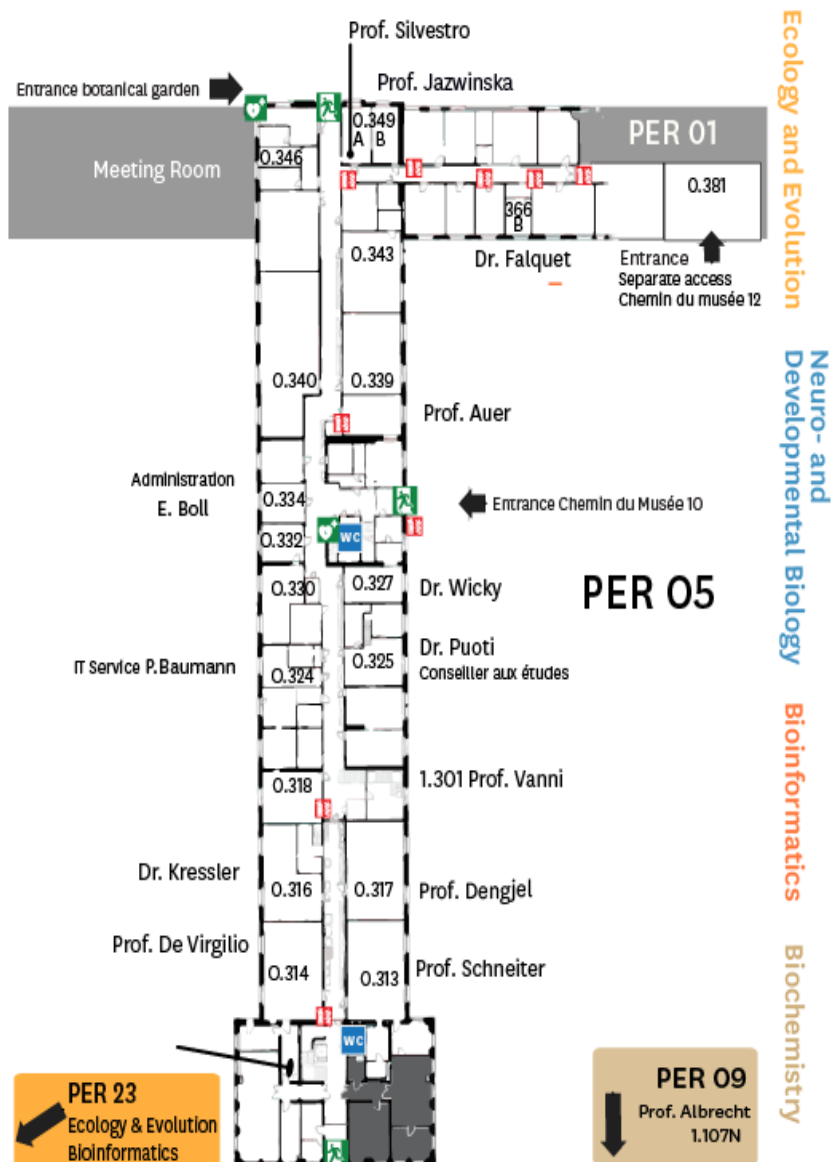 Prof. Silvestro
Prof. Jazwinska
Entrance botanical garden
0.349
A B
0.346
Meeting Room
PER 01
0.381
366
B
0.343
Dr. Falquet
Entrance
Separate access
Chemin du musée 12
0.340
0.339
Prof. Auer
Administration
E. Boll
0.334
Entrance Chemin du Musée 10
0.332
WC
0.330
0.327
Dr. Wicky
PER 05
Dr. Puoti
Conseiller aux études
IT Service P.Baumann
0.324
0.325
0.318
1.301 Prof. Vanni
Dr. Kressler
0.316
0.317
Prof. Dengjel
Prof. De Virgilio
0.314
0.313
Prof. Schneiter
WC
PER 23
Ecology & Evolution
Bioinformatics
PER 09
Prof. Albrecht
1.107N
Ecology and Evolution
Neuro- and
Developmental Biology
Bioinformatics
Biochemistry